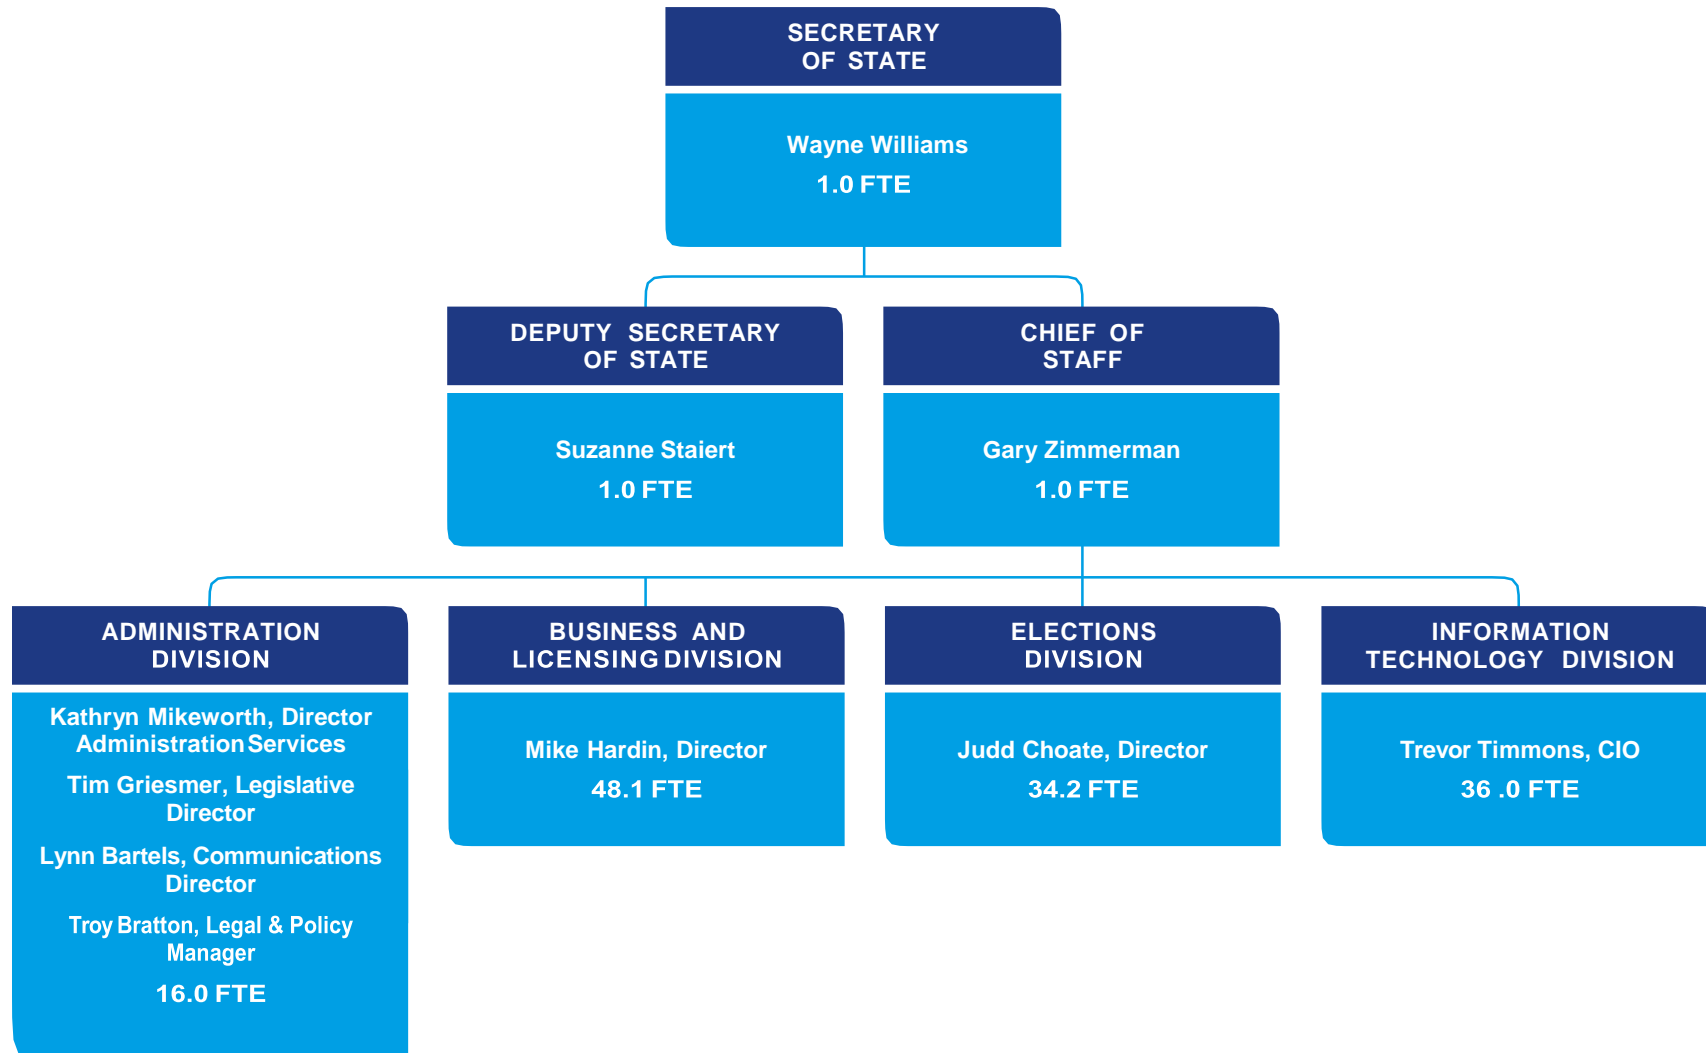 SECRETARY
OF STATE
Wayne Williams
1.0 FTE
DEPUTY SECRETARY
OF STATE
Suzanne Staiert
1.0 FTE
CHIEF OF
STAFF
Gary Zimmerman
1.0 FTE
ADMINISTRATION
DIVISION
Kathryn Mikeworth, Director
Administration Services
Tim Griesmer, Legislative
Director
Lynn Bartels, Communications
Director
Troy Bratton, Legal & Policy
Manager
16.0 FTE
BUSINESS AND
LICENSING DIVISION
Mike Hardin, Director
48.1 FTE
ELECTIONS
DIVISION
Judd Choate, Director
34.2 FTE
INFORMATION
TECHNOLOGY DIVISION
Trevor Timmons, CIO
36 .0 FTE